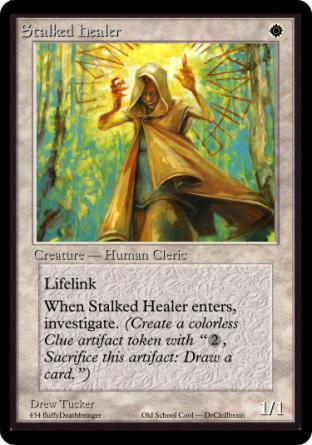 Stalked Healer
Creature — Human Cleric
Lifelink
When Stalked Healer enters,
investigate. (Create a colorless
Clue artifact token with “2,
Sacrifice this artifact: Draw a
card.”)
Drew Tucker
434 fluffyDeathbringer Old School Cool — DrChillbrain
1/1